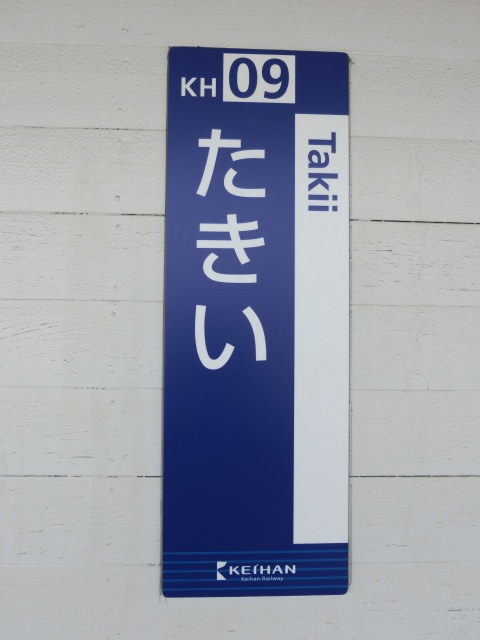 KH 09
たきい
Takii
KEIHAN
Keihan Railway